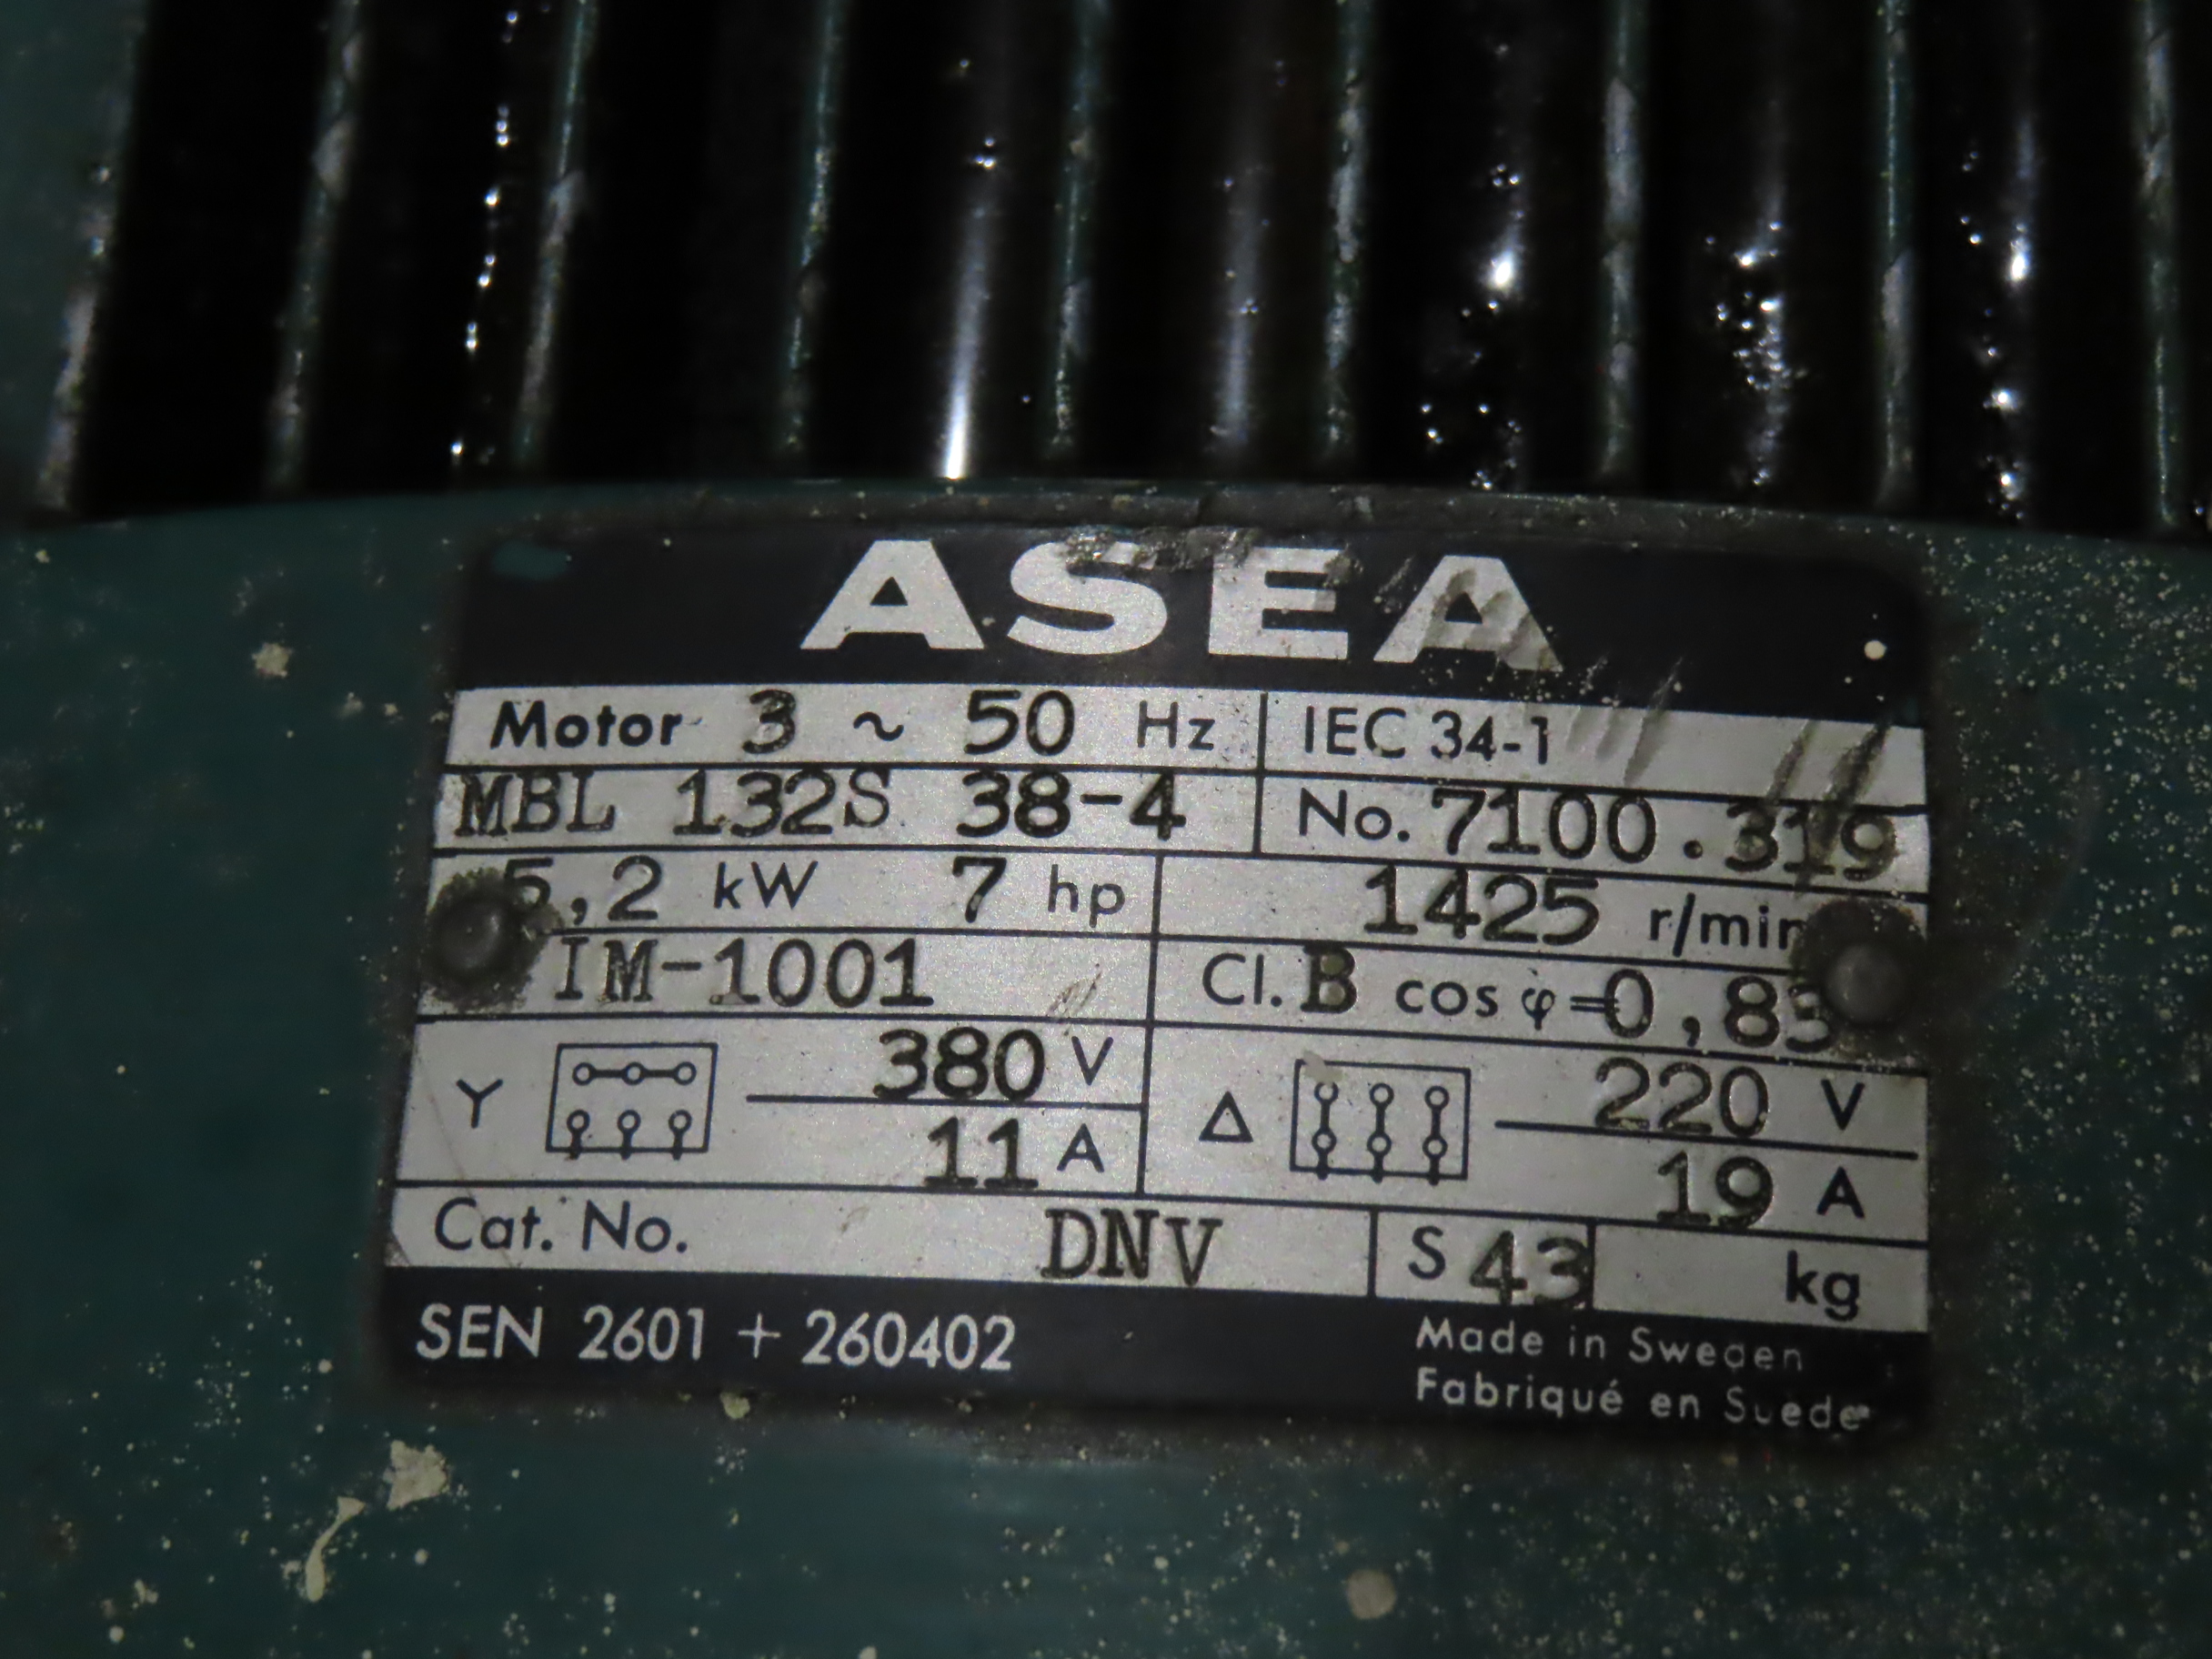 ASEA
Motor 3 ~ 50 Hz IEC 34-1
MBL 132S 38-4 No. 7100.319
5,2 kW 7 hp 1425 r/min
IM-1001 Cl. B cos φ=
Y 380 V Δ 220 V
11 A 19 A
Cat. No. DNV S 43 kg
SEN 2601 + 260402
Made in Sweden
Fabriqué en Suede